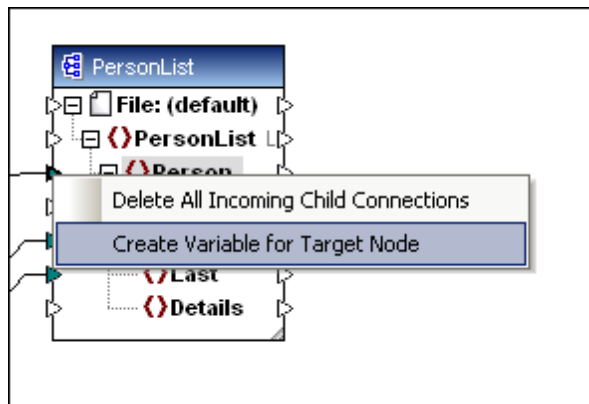 PersonList
File: (default)
PersonList
Person
Delete All Incoming Child Connections
Create Variable for Target Node
Last
Details